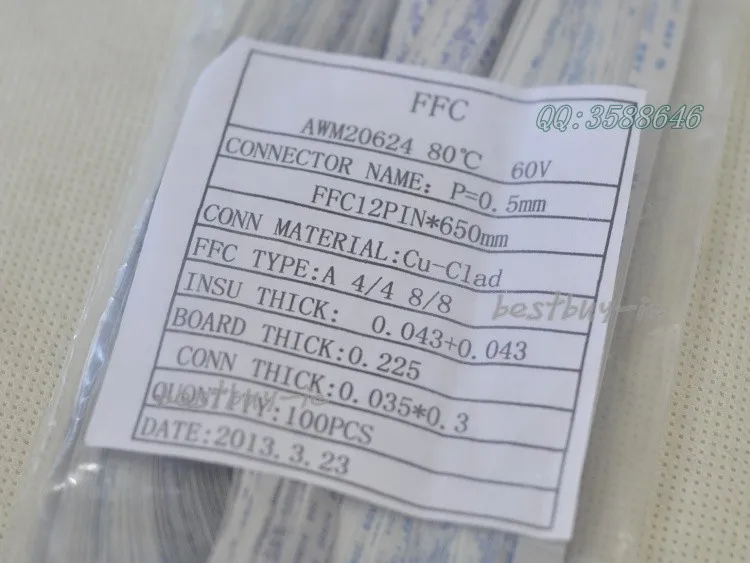 FFC
QQ:3588646
AWM20624 80℃ 60V
CONNECTOR NAME: P=0.5mm
FFC12PIN*650mm
CONN MATERIAL:Cu-Clad
FFC TYPE:A 4/4 8/8
bestbuy-ic
INSU THICK: 0.043+0.043
BOARD THICK:0.225
CONN THICK:0.035*0.3
QUONTITY:100PCS
DATE:2013.3.23